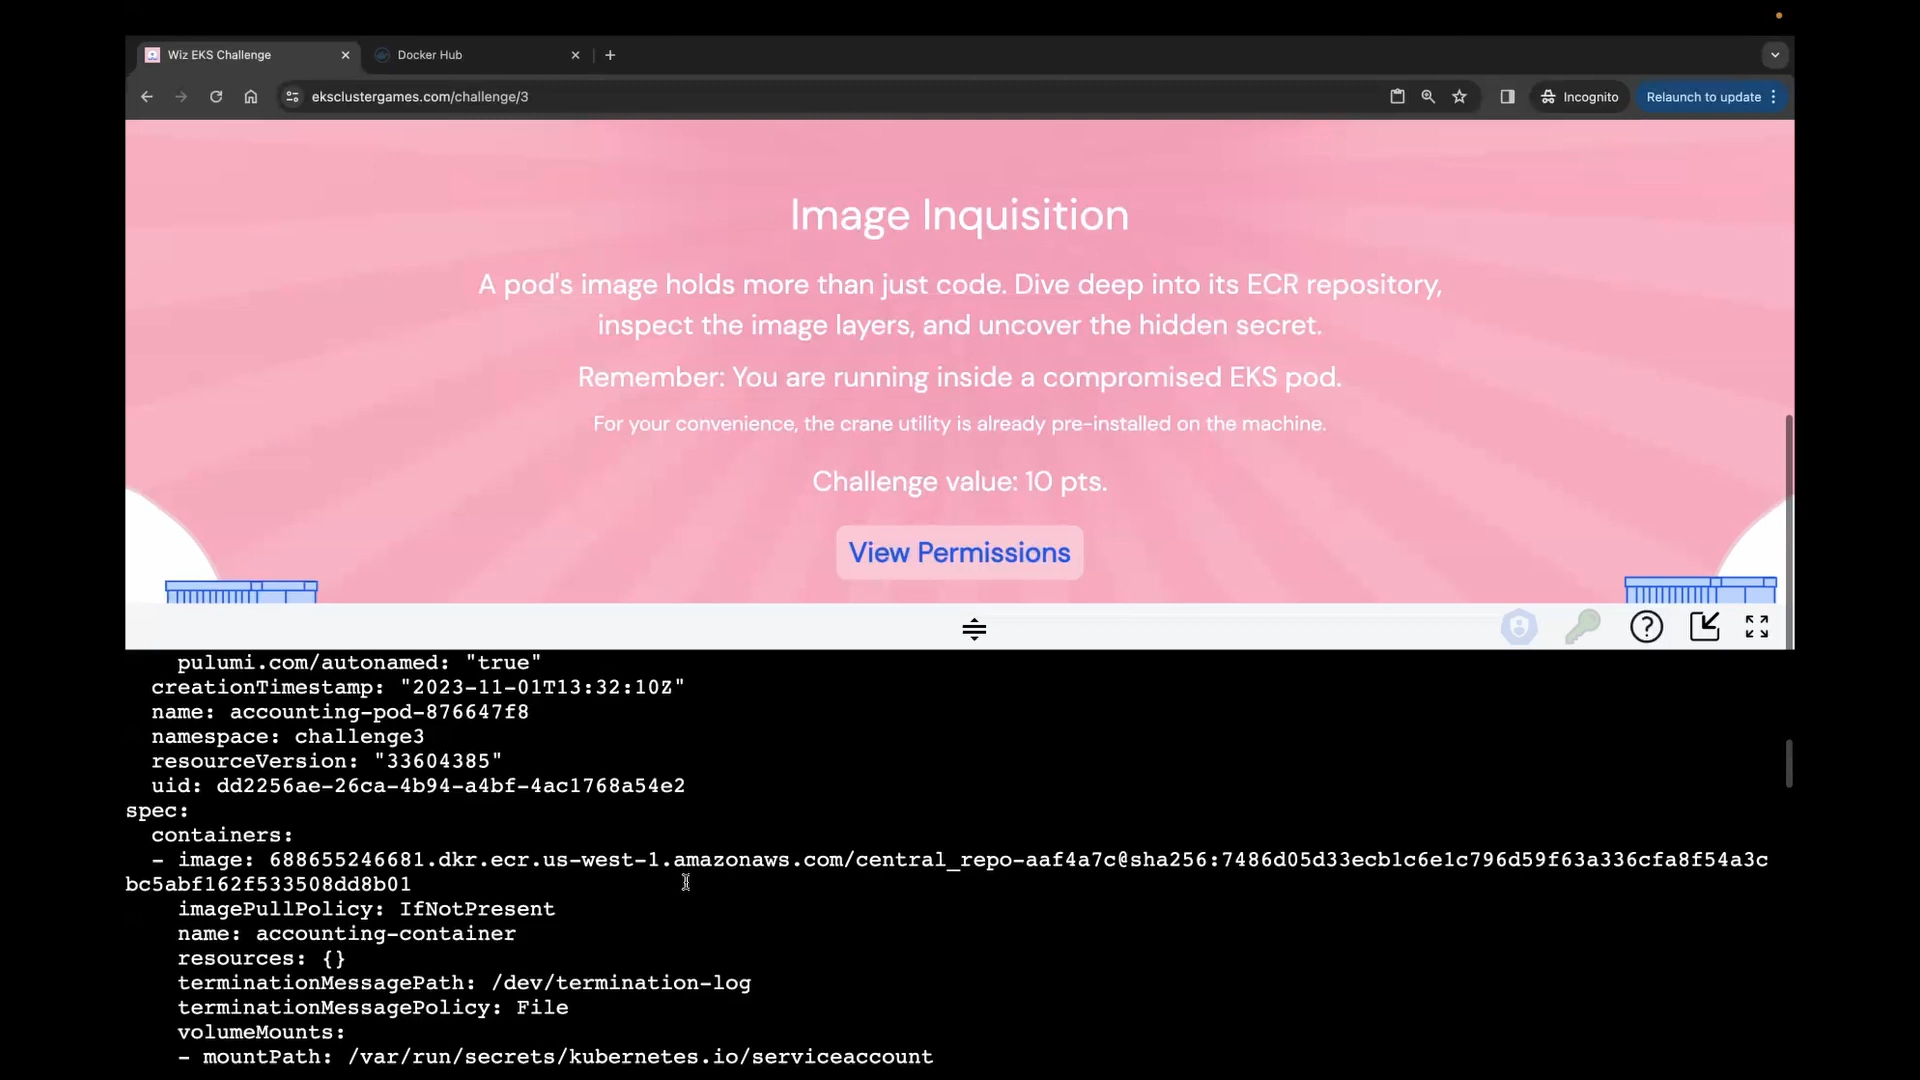 Wiz EKS Challenge
Docker Hub
eksclustergames.com/challenge/3
Incognito
Relaunch to update
Image Inquisition
A pod's image holds more than just code. Dive deep into its ECR repository,
inspect the image layers, and uncover the hidden secret.
Remember: You are running inside a compromised EKS pod.
For your convenience, the crane utility is already pre-installed on the machine.
Challenge value: 10 pts.
View Permissions
pulumi.com/autonamed: "true"
creationTimestamp: "2023-11-01T13:32:10Z"
name: accounting-pod-876647f8
namespace: challenge3
resourceVersion: "33604385"
uid: dd2256ae-26ca-4b94-a4bf-4ac1768a54e2
spec:
containers:
- image: 688655246681.dkr.ecr.us-west-1.amazonaws.com/central_repo-aaf4a7c@sha256:7486d05d33ecb1c6e1c796d59f63a336cfa8f54a3c
bc5abf162f533508dd8b01
imagePullPolicy: IfNotPresent
name: accounting-container
resources: {}
terminationMessagePath: /dev/termination-log
terminationMessagePolicy: File
volumeMounts:
- mountPath: /var/run/secrets/kubernetes.io/serviceaccount